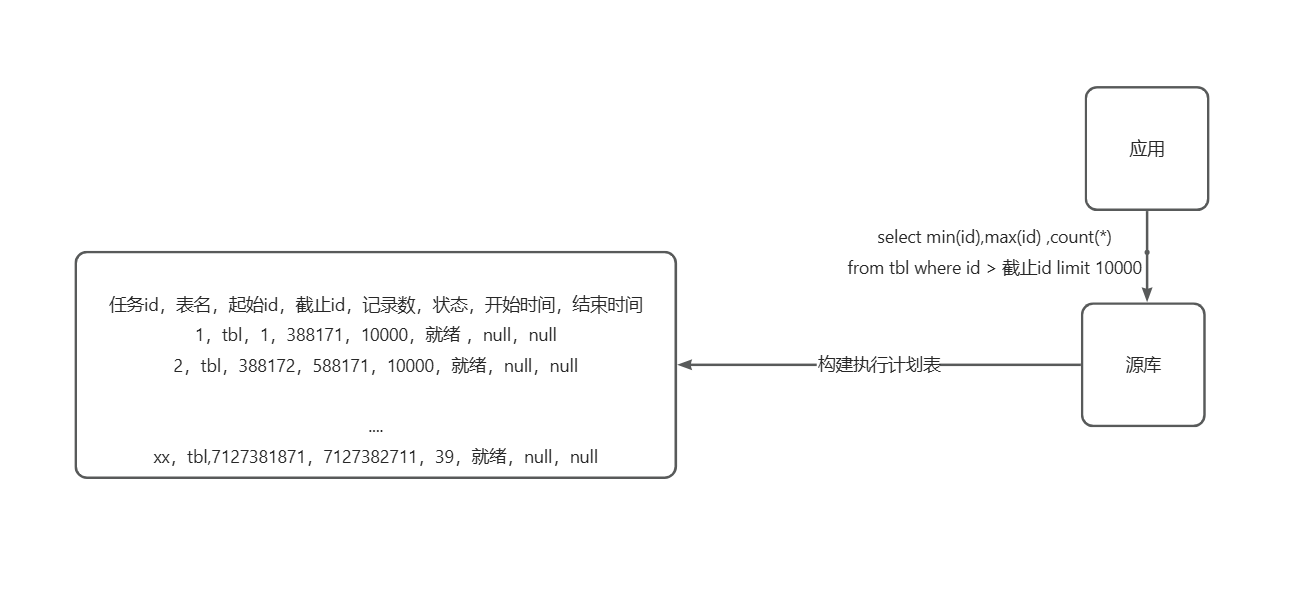 应用
select min(id),max(id) ,count(*)
from tbl where id > 截止id limit 10000
任务id，表名，起始id，截止id，记录数，状态，开始时间，结束时间
1，tbl，1，388171，10000，就绪 ，null，null
2，tbl，388172，588171，10000，就绪，null，null
....
xx，tbl,7127381871，7127382711，39，就绪，null，null
构建执行计划表
源库